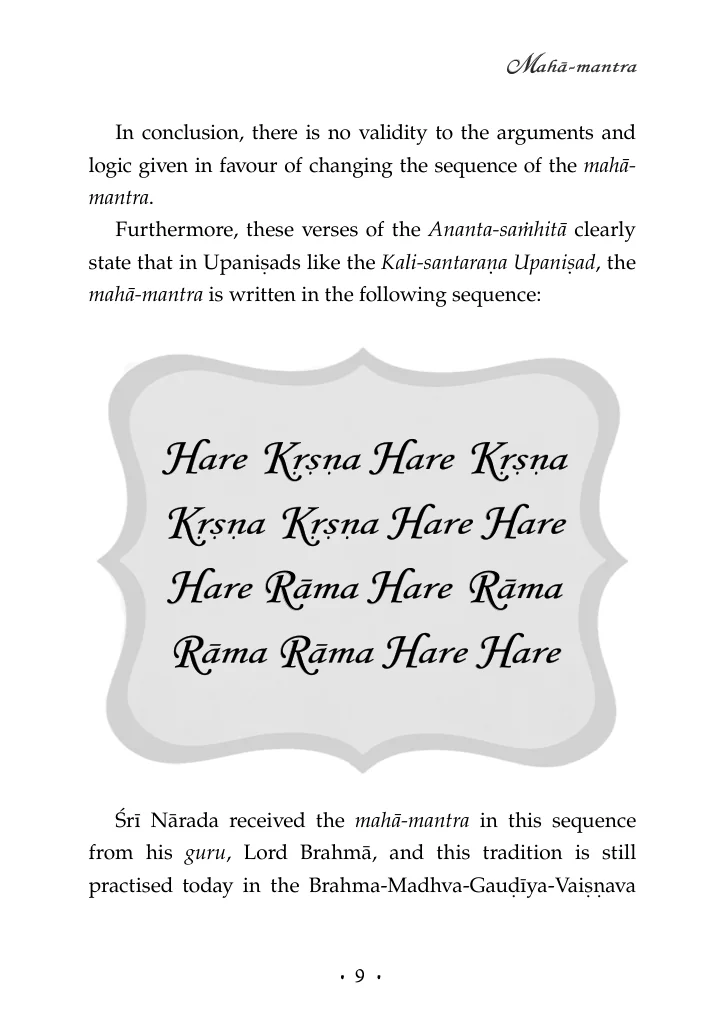 Mahā-mantra
In conclusion, there is no validity to the arguments and
logic given in favour of changing the sequence of the mahā-
mantra.
Furthermore, these verses of the Ananta-saṁhitā clearly
state that in Upaniṣads like the Kali-santaraṇa Upaniṣad, the
mahā-mantra is written in the following sequence:
Hare Kṛṣṇa Hare Kṛṣṇa
Kṛṣṇa Kṛṣṇa Hare Hare
Hare Rāma Hare Rāma
Rāma Rāma Hare Hare
Śrī Nārada received the mahā-mantra in this sequence
from his guru, Lord Brahmā, and this tradition is still
practised today in the Brahma-Madhva-Gauḍīya-Vaiṣṇava
• 9 •